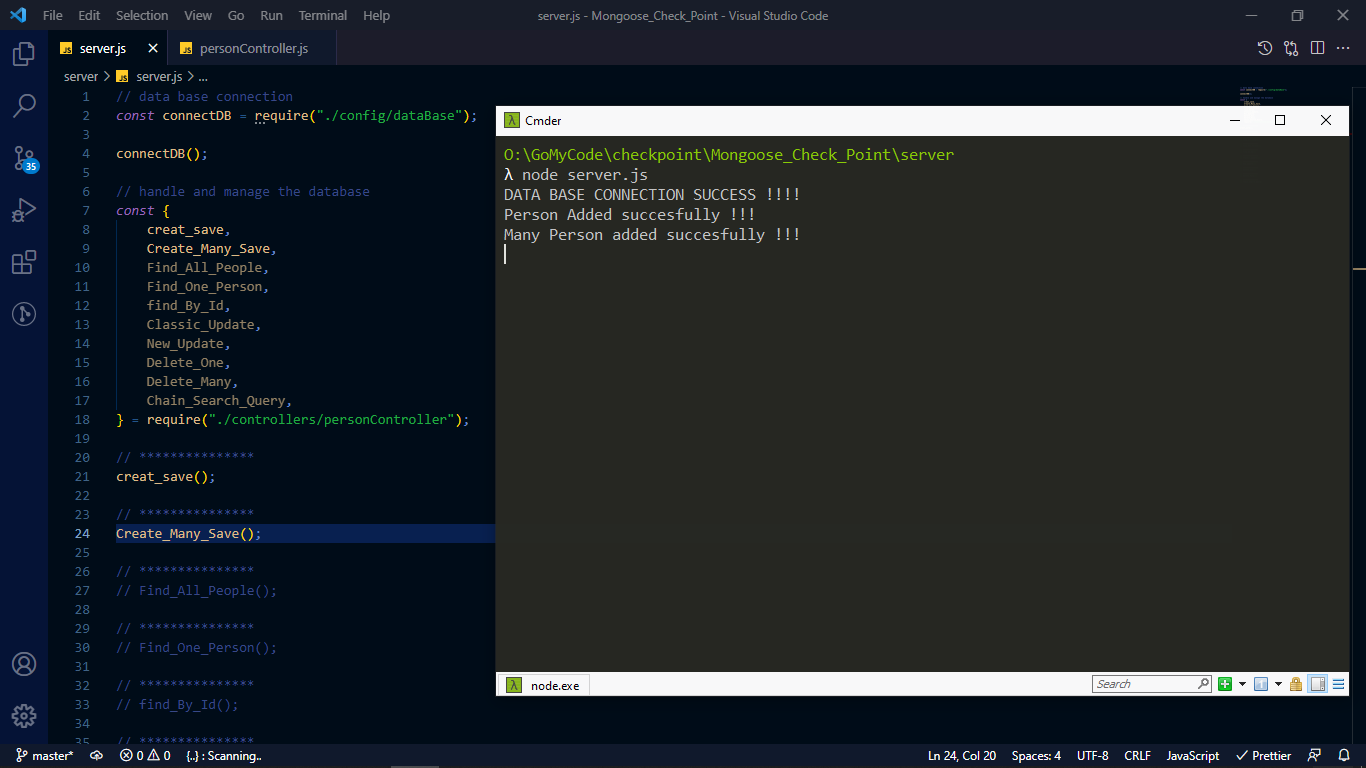 File Edit Selection View Go Run Terminal Help server.js - Mongoose_Check_Point - Visual Studio Code
JS server.js JS personController.js
server > JS server.js > ...
1 // data base connection
2 const connectDB = require("./config/dataBase");
3
4 connectDB();
5
6 // handle and manage the database
7 const {
8 creat_save,
9 Create_Many_Save,
10 Find_All_People,
11 Find_One_Person,
12 find_By_Id,
13 Classic_Update,
14 New_Update,
15 Delete_One,
16 Delete_Many,
17 Chain_Search_Query,
18 } = require("./controllers/personController");
19
20 // ***************
21 creat_save();
22
23 // ***************
24 Create_Many_Save();
25
26 // ***************
27 // Find_All_People();
28
29 // ***************
30 // Find_One_Person();
31
32 // ***************
33 // find_By_Id();
34
35 // ***************
35
λ Cmder
O:\GoMyCode\checkpoint\Mongoose_Check_Point\server
λ node server.js
DATA BASE CONNECTION SUCCESS !!!!
Person Added succesfully !!!
Many Person added succesfully !!!
λ node.exe Search
master* 0 0 {..} : Scanning.. Ln 24, Col 20 Spaces: 4 UTF-8 CRLF JavaScript Prettier